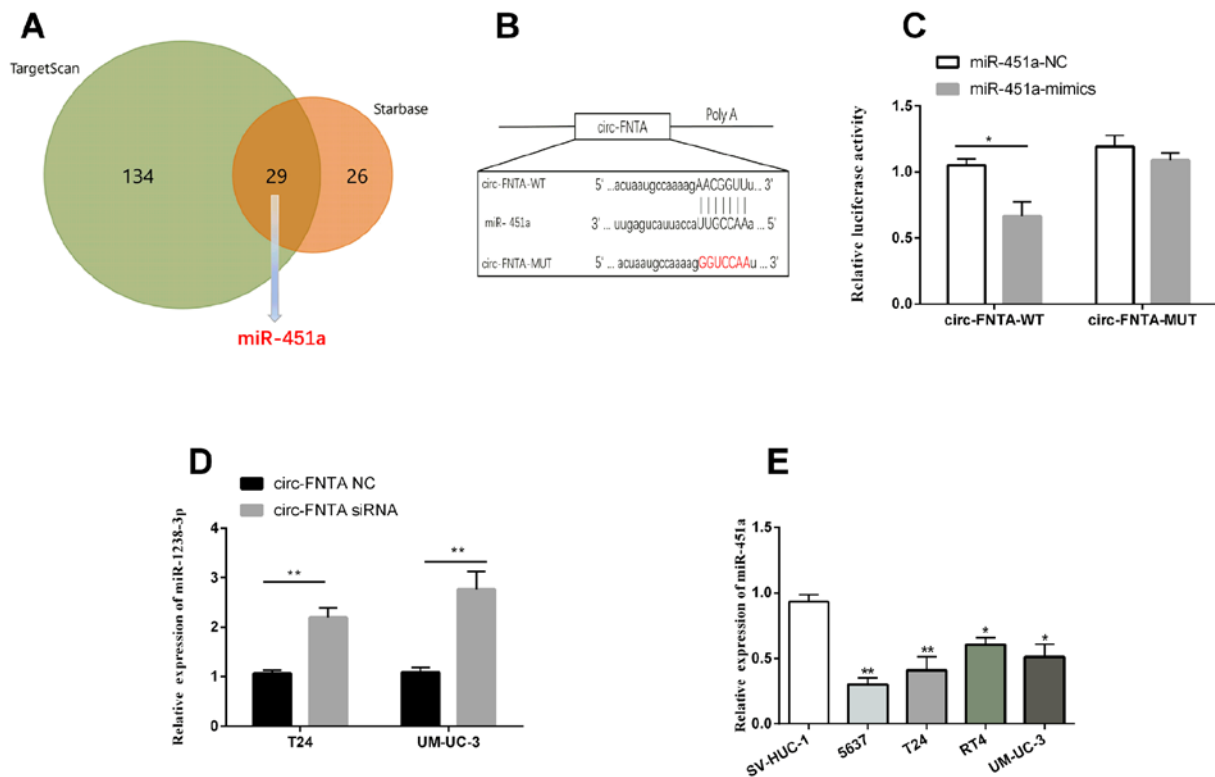 A
TargetScan
Starbase
134
29
26
miR-451a
B
circ-FNTA
Poly A
circ-FNTA-WT 5' ...acuaaugccaaaagAACGGUUu ... 3'
miR- 451a 3' ... uugagucauuaccaUUGCCAAa ... 5'
circ-FNTA-MUT 5' ... acuaaugccaaaagGGUCCAAu ... 3'
C
miR-451a-NC
miR-451a-mimics
Relative luciferase activity
1.5
1.0
0.5
0.0
*
circ-FNTA-WT circ-FNTA-MUT
D
circ-FNTA NC
circ-FNTA siRNA
Relative expression of miR-1238-3p
4
3
2
1
0
** **
T24 UM-UC-3
E
Relative expression of miR-451a
1.5
1.0
0.5
0.0
** ** * *
SV-HUC-1 5637 T24 RT4 UM-UC-3